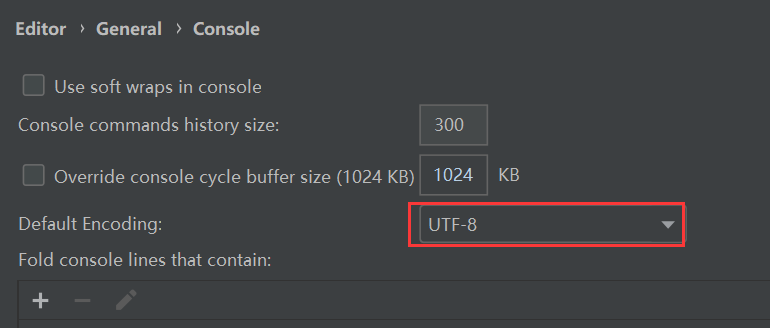 Editor › General › Console
Use soft wraps in console
Console commands history size: 300
Override console cycle buffer size (1024 KB) 1024 KB
Default Encoding: UTF-8
Fold console lines that contain: